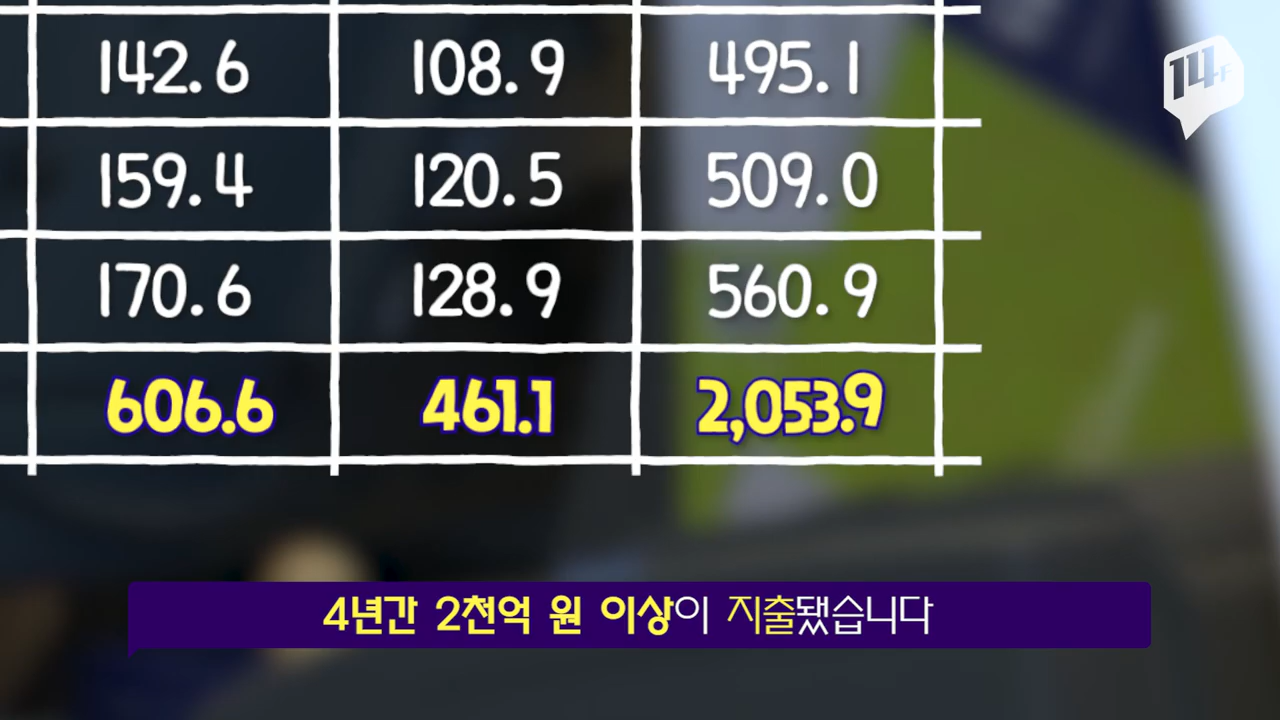 14F
142.6 108.9 495.1
159.4 120.5 509.0
170.6 128.9 560.9
606.6 461.1 2,053.9
4년간 2천억 원 이상이 지출됐습니다